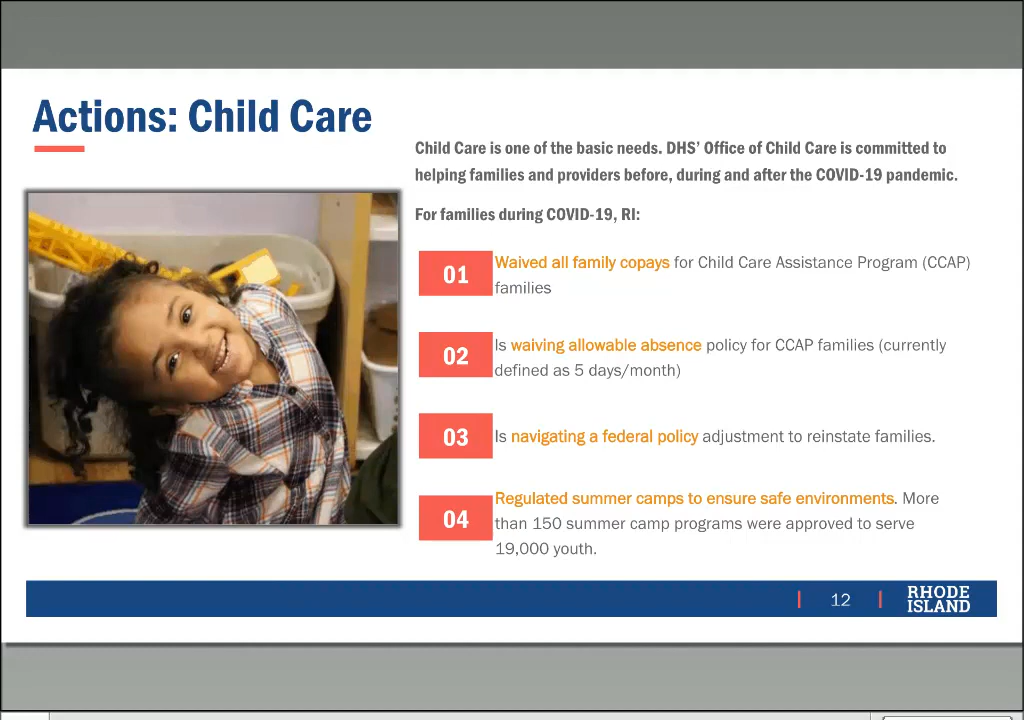 Actions: Child Care
Child Care is one of the basic needs. DHS’ Office of Child Care is committed to
helping families and providers before, during and after the COVID-19 pandemic.
For families during COVID-19, RI:
01
Waived all family copays for Child Care Assistance Program (CCAP)
families
02
Is waiving allowable absence policy for CCAP families (currently
defined as 5 days/month)
03
Is navigating a federal policy adjustment to reinstate families.
04
Regulated summer camps to ensure safe environments. More
than 150 summer camp programs were approved to serve
19,000 youth.
12
RHODE
ISLAND